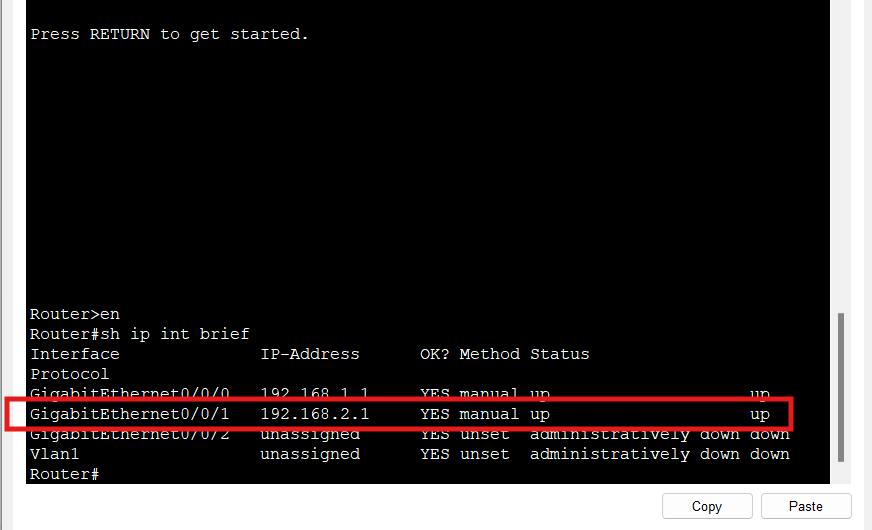 Press RETURN to get started.
Router>en
Router#sh ip int brief
Interface IP-Address OK? Method Status
Protocol
GigabitEthernet0/0/0 192.168.1.1 YES manual up up
GigabitEthernet0/0/1 192.168.2.1 YES manual up up
GigabitEthernet0/0/2 unassigned YES unset administratively down down
Vlan1 unassigned YES unset administratively down down
Router#
Copy Paste